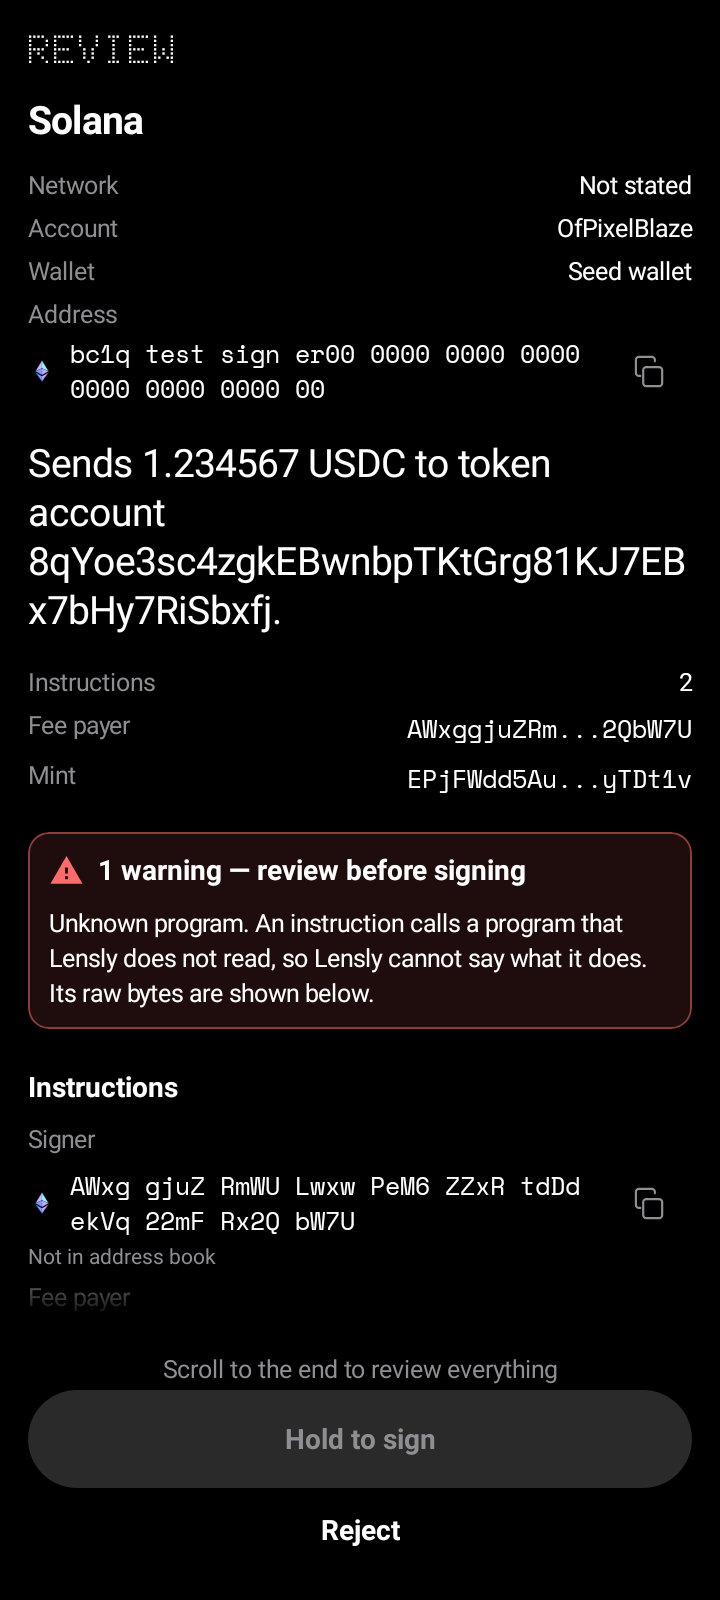 REVIEW
Solana
Network Not stated
Account OfPixelBlaze
Wallet Seed wallet
Address
bc1q test sign er00 0000 0000 0000
0000 0000 0000 00
Sends 1.234567 USDC to token
account
8qYoe3sc4zgkEBwnbpTKtGrg81KJ7EB
x7bHy7RiSbxfj.
Instructions 2
Fee payer AWxggjuZRm...2QbW7U
Mint EPjFWdd5Au...yTDt1v
1 warning — review before signing
Unknown program. An instruction calls a program that
Lensly does not read, so Lensly cannot say what it does.
Its raw bytes are shown below.
Instructions
Signer
AWxg gjuZ RmWU Lwxw PeM6 ZZxR tdDd
ekVq 22mF Rx2Q bW7U
Not in address book
Fee payer
Scroll to the end to review everything
Hold to sign
Reject